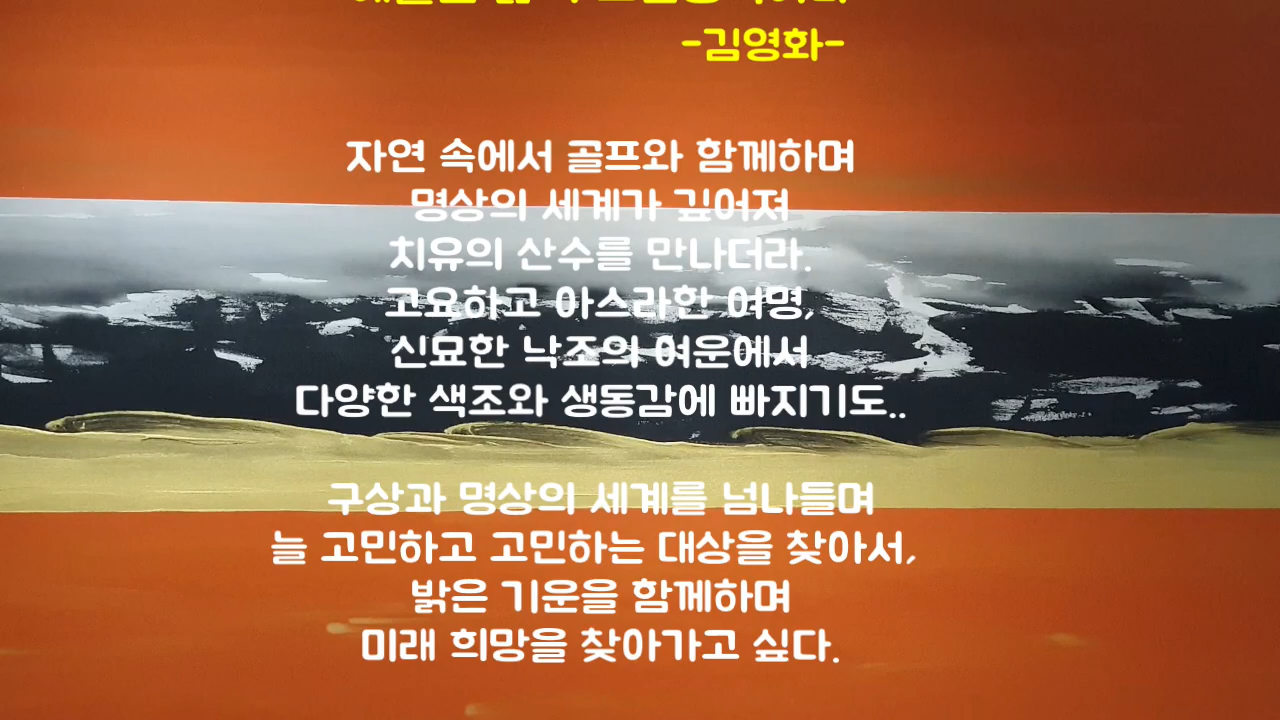 -김영화-
자연 속에서 골프와 함께하며
명상의 세계가 깊어져
치유의 산수를 만나더라.
고요하고 아스라한 여명,
신묘한 낙조의 여운에서
다양한 색조와 생동감에 빠지기도..
구상과 명상의 세계를 넘나들며
늘 고민하고 고민하는 대상을 찾아서,
밝은 기운을 함께하며
미래 희망을 찾아가고 싶다.